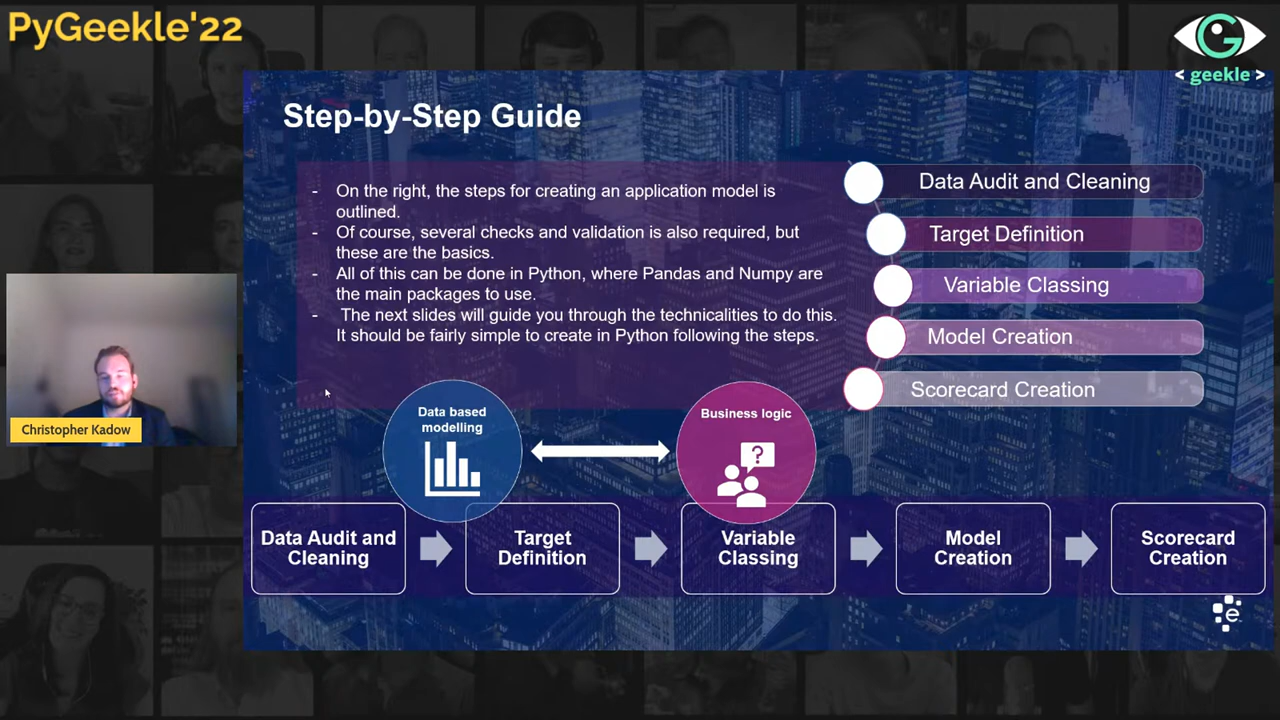 PyGeekle'22
G
< geekle >
Step-by-Step Guide
- On the right, the steps for creating an application model is
outlined.
- Of course, several checks and validation is also required, but
these are the basics.
- All of this can be done in Python, where Pandas and Numpy are
the main packages to use.
- The next slides will guide you through the technicalities to do this.
It should be fairly simple to create in Python following the steps.
Data Audit and Cleaning
Target Definition
Variable Classing
Model Creation
Scorecard Creation
Christopher Kadow
Data based
modelling
Business logic
?
Data Audit and
Cleaning
Target
Definition
Variable
Classing
Model
Creation
Scorecard
Creation
e